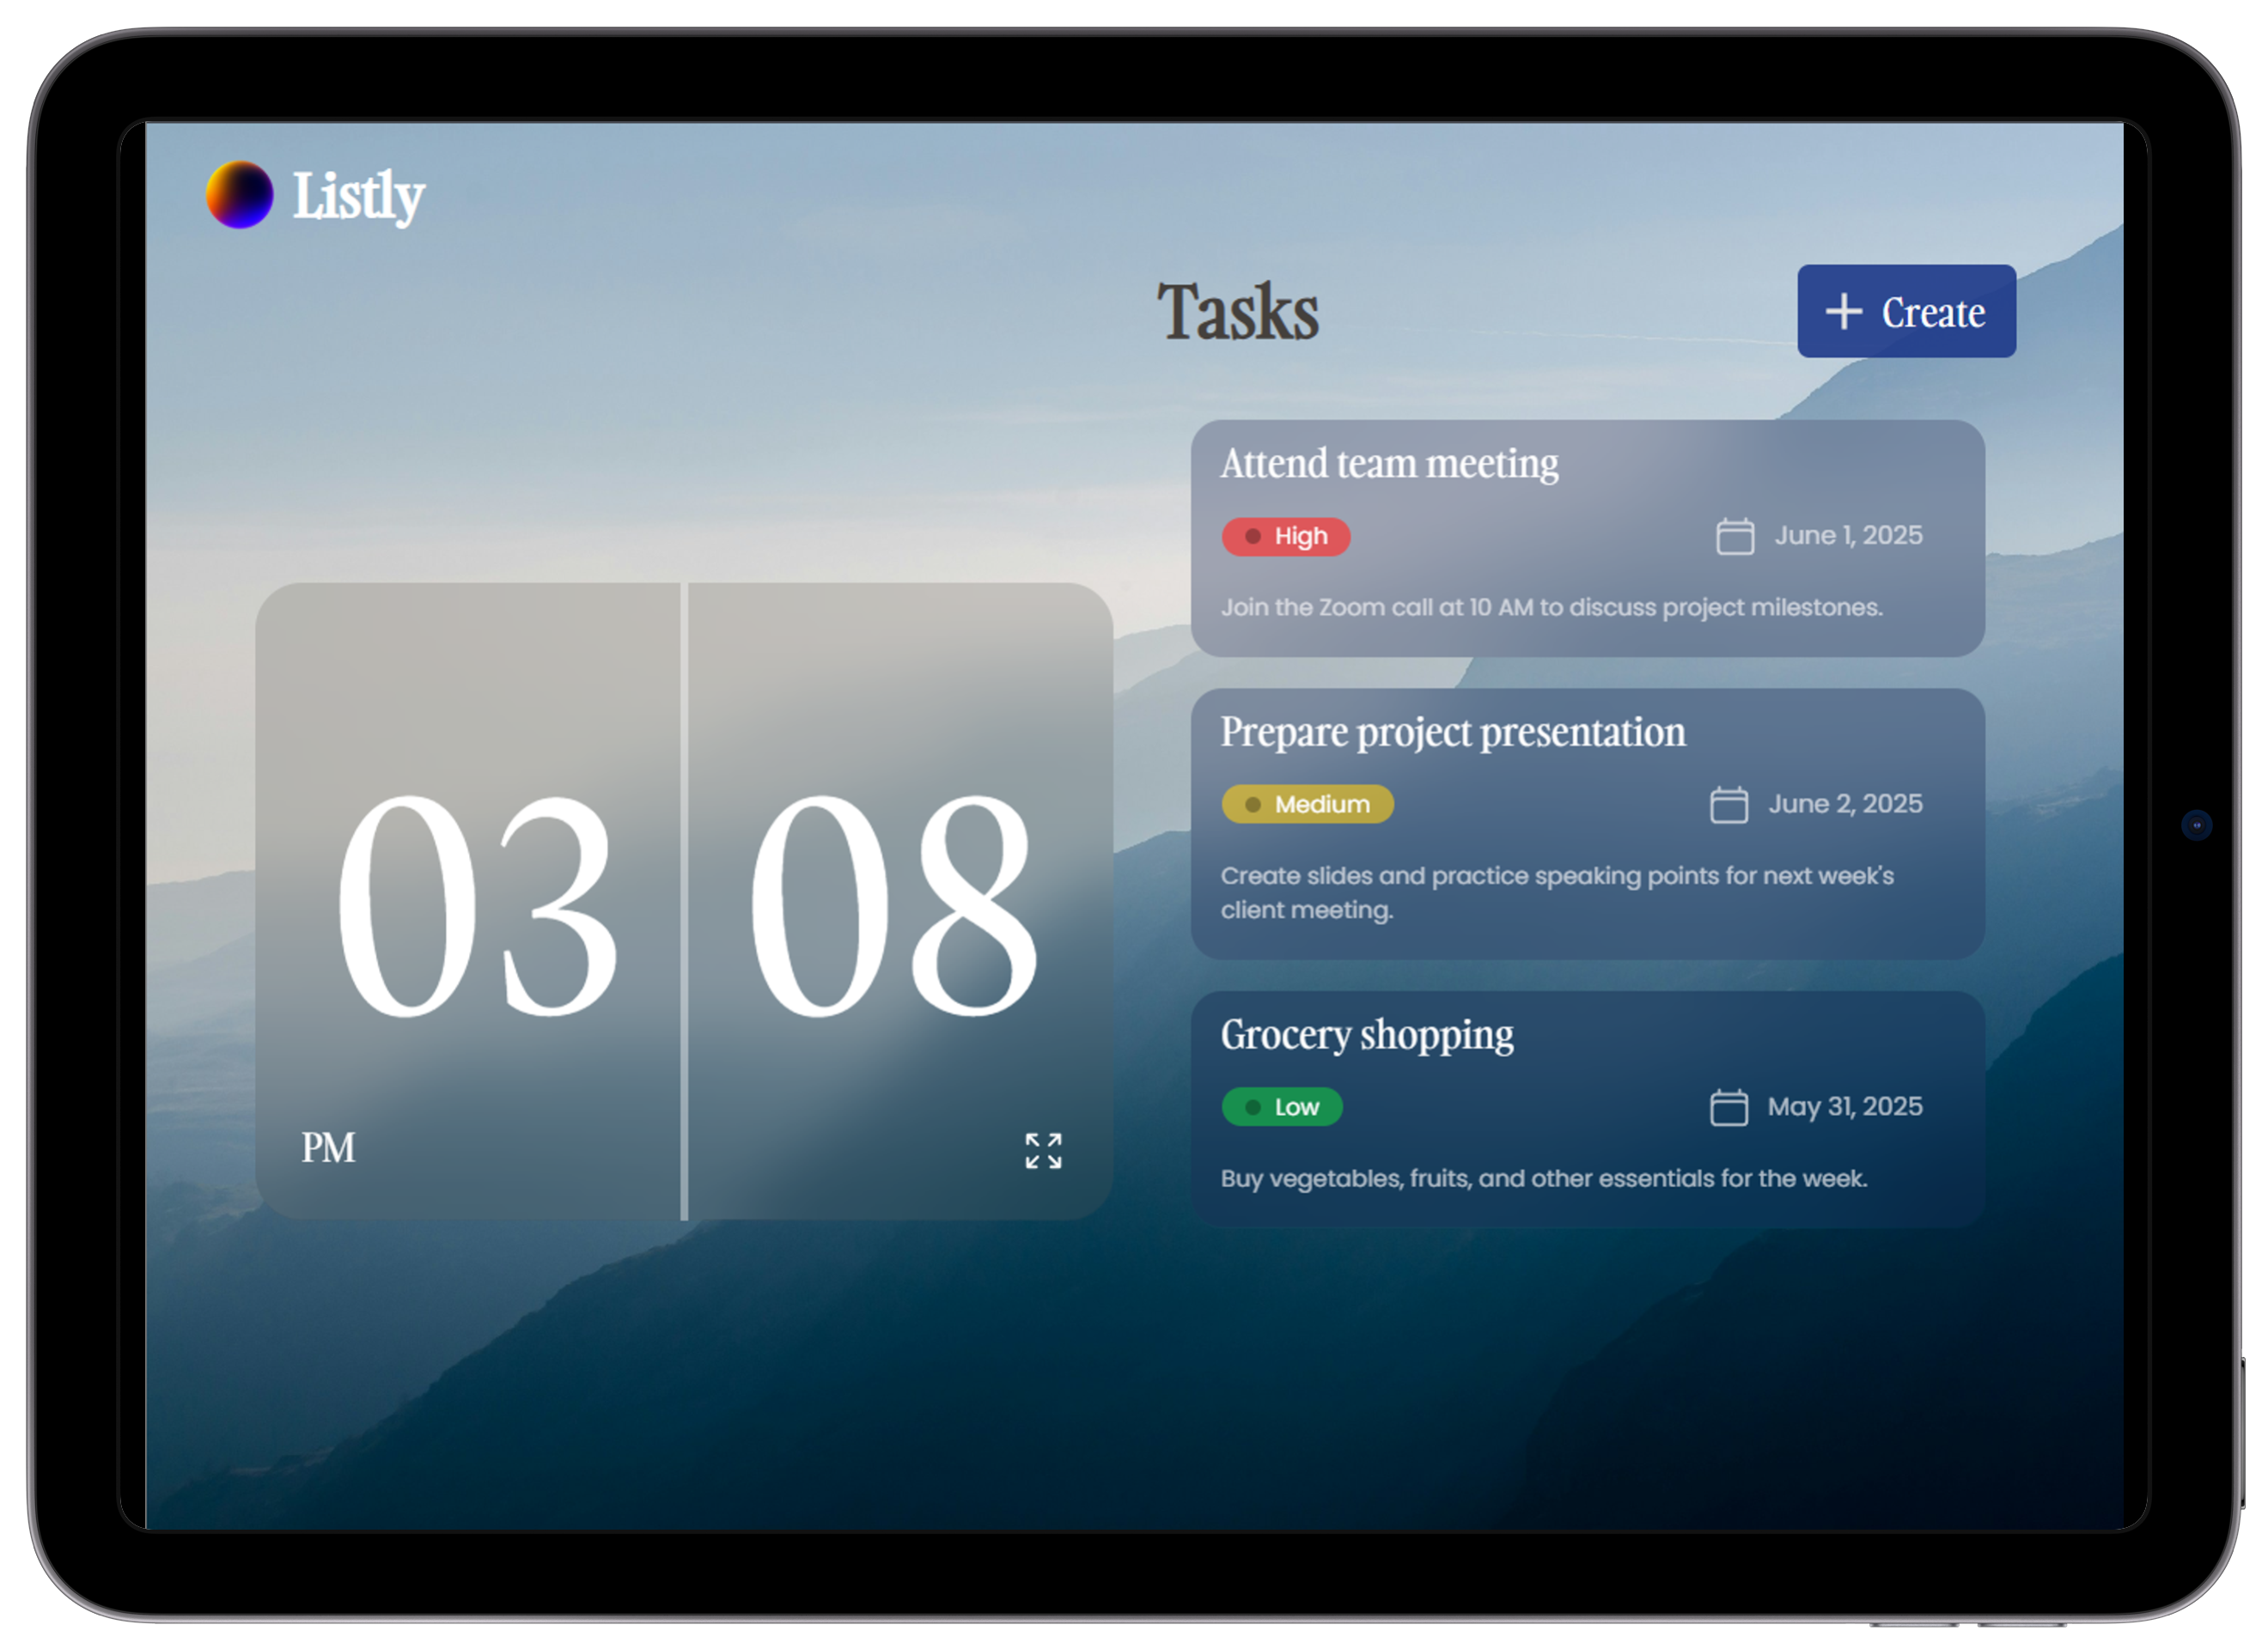 Listly
Tasks
Create
Attend team meeting
High
June 1, 2025
Join the Zoom call at 10 AM to discuss project milestones.
Prepare project presentation
Medium
June 2, 2025
Create slides and practice speaking points for next week's
client meeting.
Grocery shopping
Low
May 31, 2025
Buy vegetables, fruits, and other essentials for the week.
03 08
PM